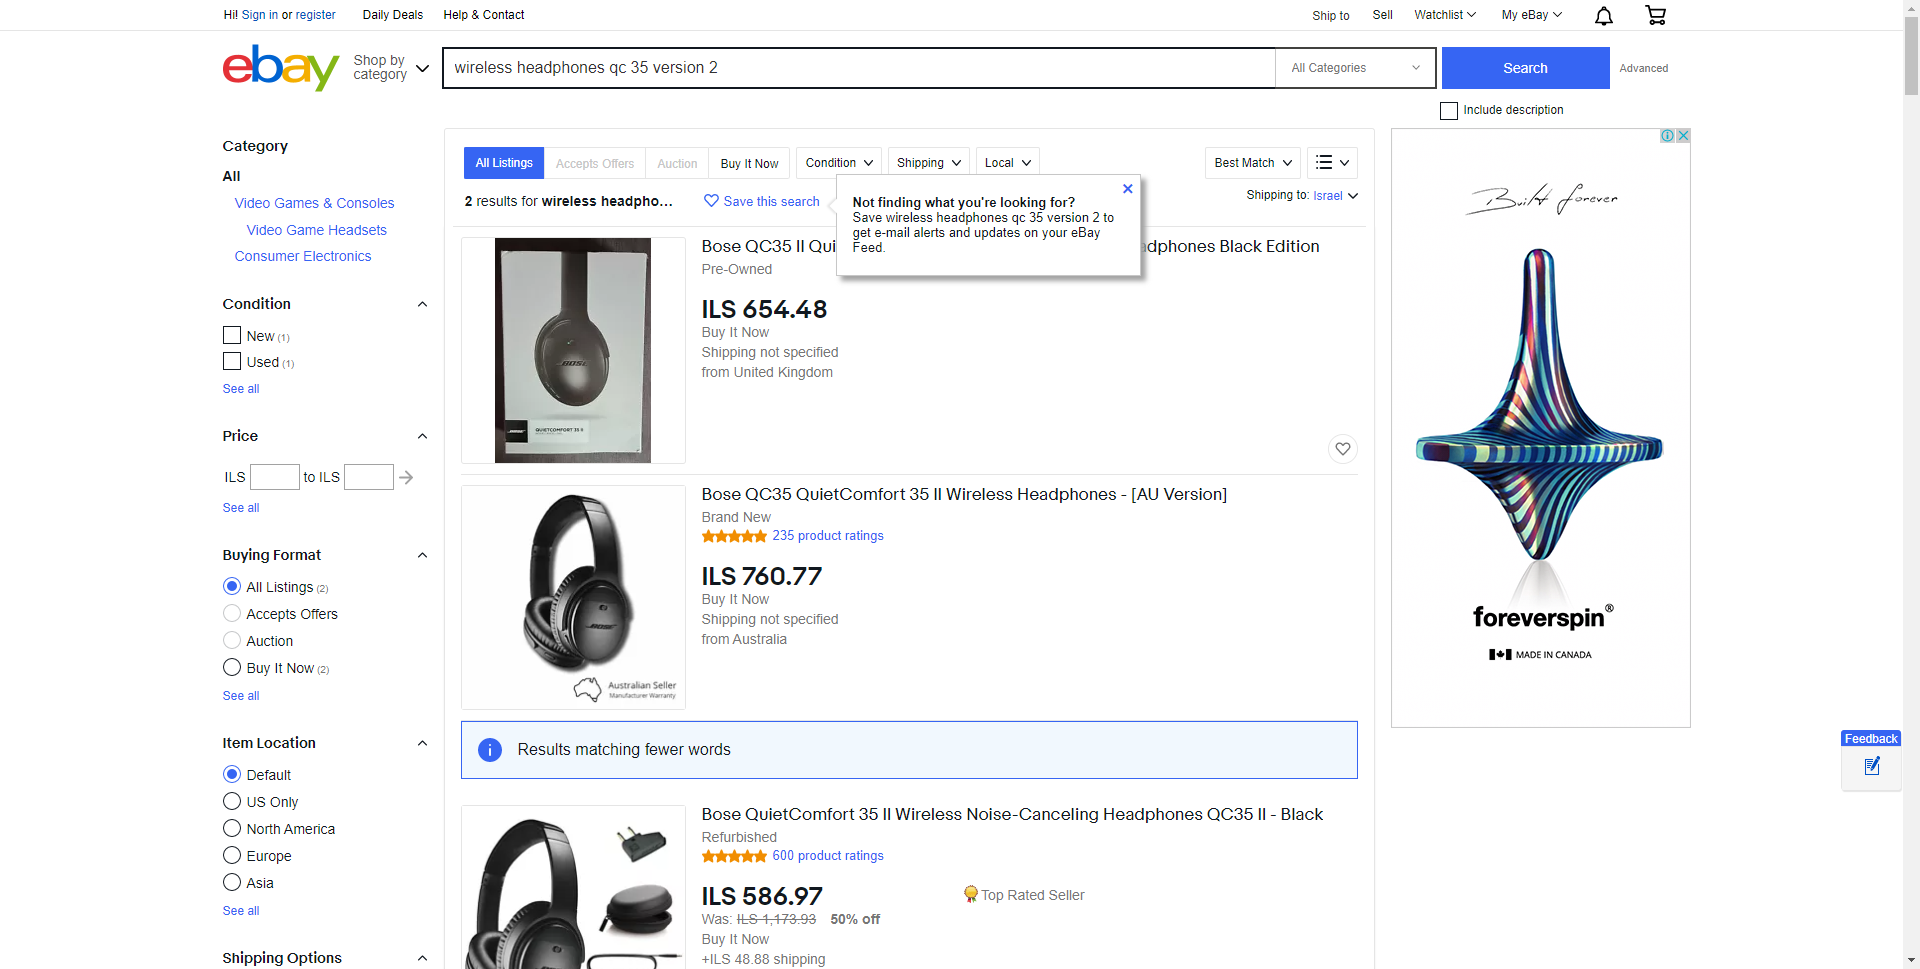 Hi! Sign in or register
Daily Deals
Help & Contact
Ship to
Sell
Watchlist
My eBay
ebay
Shop by
category
wireless headphones qc 35 version 2
All Categories
Search
Advanced
Include description
Category
All
Video Games & Consoles
Video Game Headsets
Consumer Electronics
Condition
New (1)
Used (1)
See all
Price
ILS
to ILS
See all
Buying Format
All Listings (2)
Accepts Offers
Auction
Buy It Now (2)
See all
Item Location
Default
US Only
North America
Europe
Asia
See all
Shipping Options
All Listings
Accepts Offers
Auction
Buy It Now
Condition
Shipping
Local
Best Match
2 results for wireless headpho...
Save this search
Shipping to: Israel
Not finding what you're looking for?
Save wireless headphones qc 35 version 2 to
get e-mail alerts and updates on your eBay
Feed.
Bose QC35 II Qui
dphones Black Edition
Pre-Owned
ILS 654.48
Buy It Now
Shipping not specified
from United Kingdom
BOSE
QUIETCOMFORT 35 II
Bose QC35 QuietComfort 35 II Wireless Headphones - [AU Version]
Brand New
235 product ratings
ILS 760.77
Buy It Now
Shipping not specified
from Australia
BOSE
Australian Seller
Manufacturer Warranty
Results matching fewer words
Bose QuietComfort 35 II Wireless Noise-Canceling Headphones QC35 II - Black
Refurbished
600 product ratings
ILS 586.97
Top Rated Seller
Was: ILS 1,173.93 50% off
Buy It Now
+ILS 48.88 shipping
Built forever
foreverspin®
MADE IN CANADA
Feedback